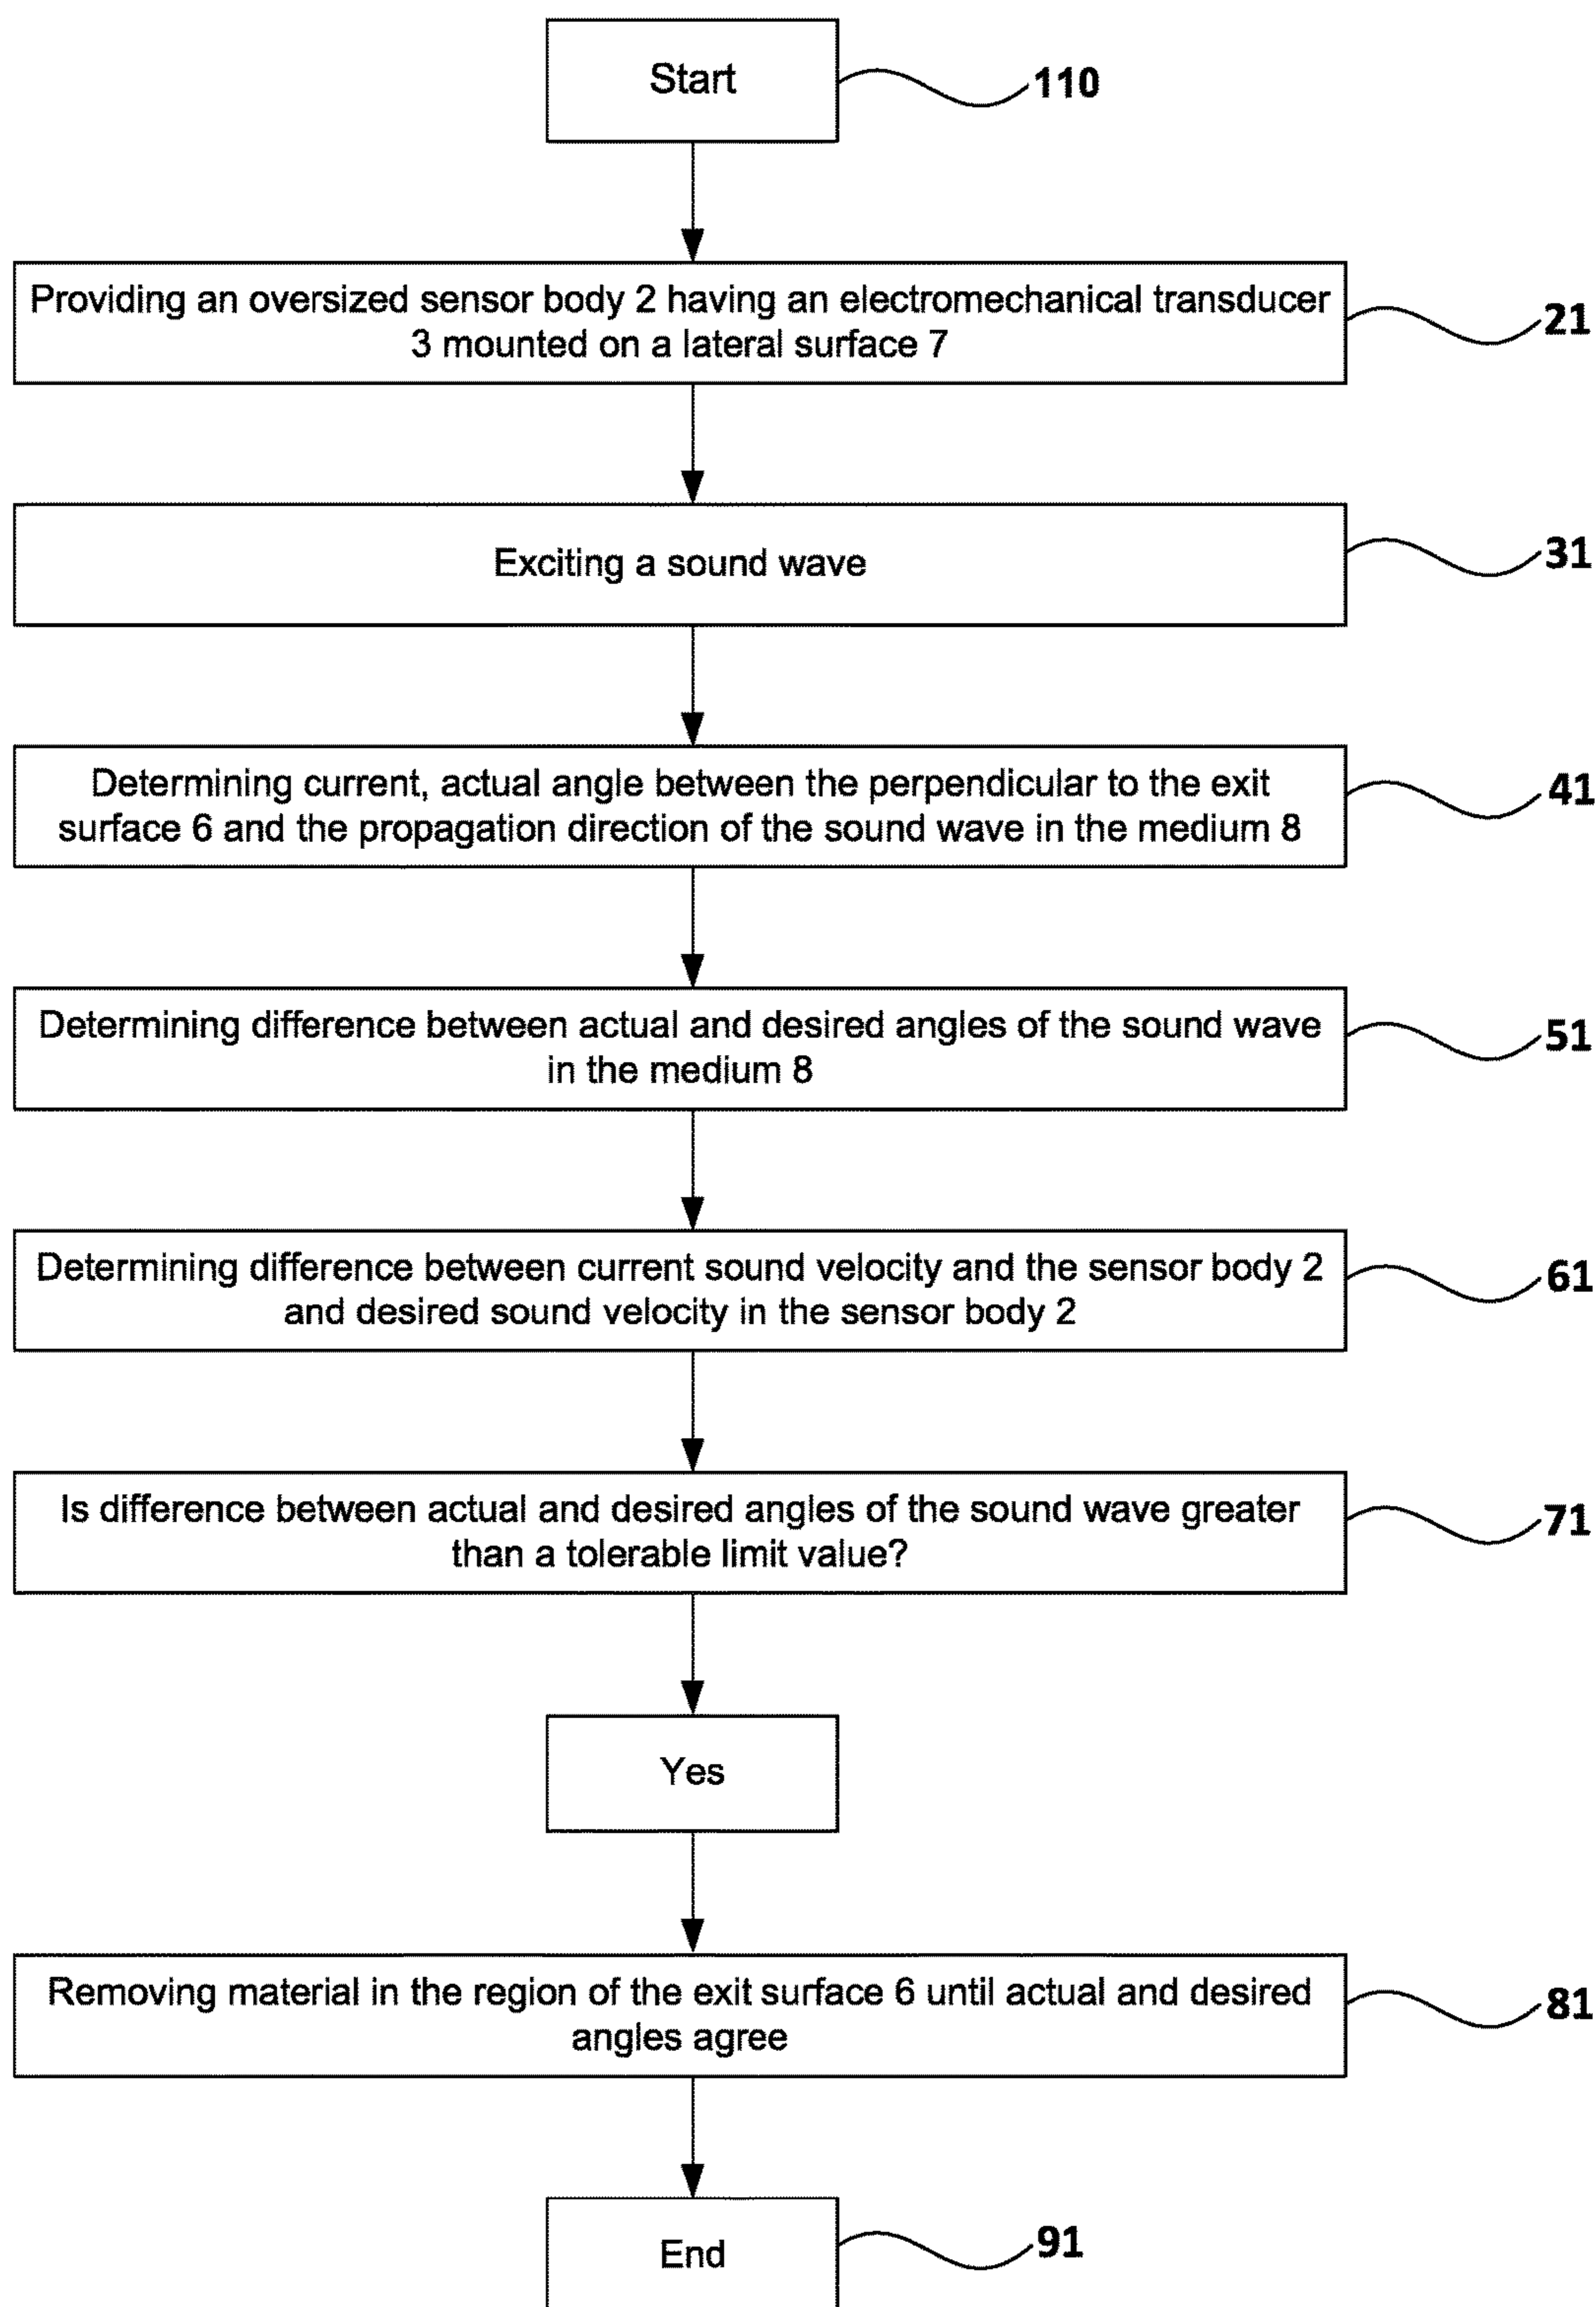 Start
110
Providing an oversized sensor body 2 having an electromechanical transducer
3 mounted on a lateral surface 7
21
Exciting a sound wave
31
Determining current, actual angle between the perpendicular to the exit
surface 6 and the propagation direction of the sound wave in the medium 8
41
Determining difference between actual and desired angles of the sound wave
in the medium 8
51
Determining difference between current sound velocity and the sensor body 2
and desired sound velocity in the sensor body 2
61
Is difference between actual and desired angles of the sound wave greater
than a tolerable limit value?
71
Yes
Removing material in the region of the exit surface 6 until actual and desired
angles agree
81
End
91